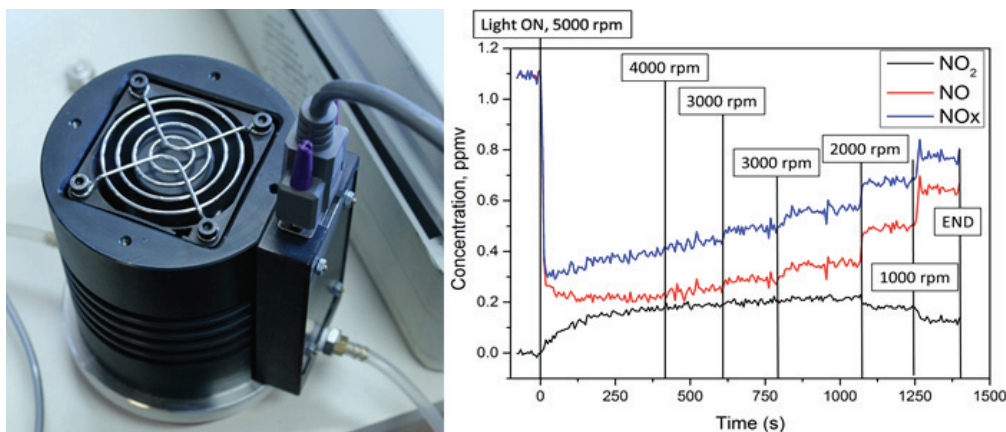 Light ON, 5000 rpm
4000 rpm
3000 rpm
3000 rpm
2000 rpm
1000 rpm
END
NO₂
NO
NOx
Concentration, ppmv
1.2
1.0
0.8
0.6
0.4
0.2
0.0
0
250
500
750
1000
1250
1500
Time (s)